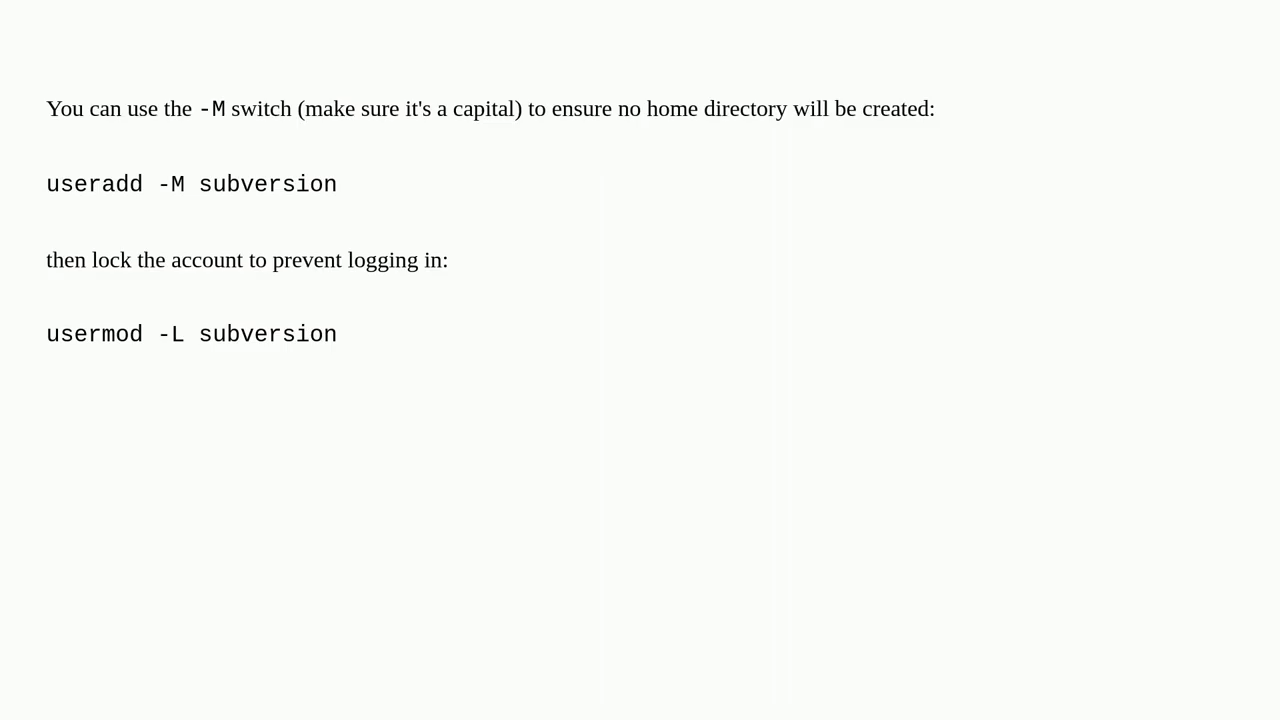 You can use the -M switch (make sure it's a capital) to ensure no home directory will be created:
useradd -M subversion
then lock the account to prevent logging in:
usermod -L subversion